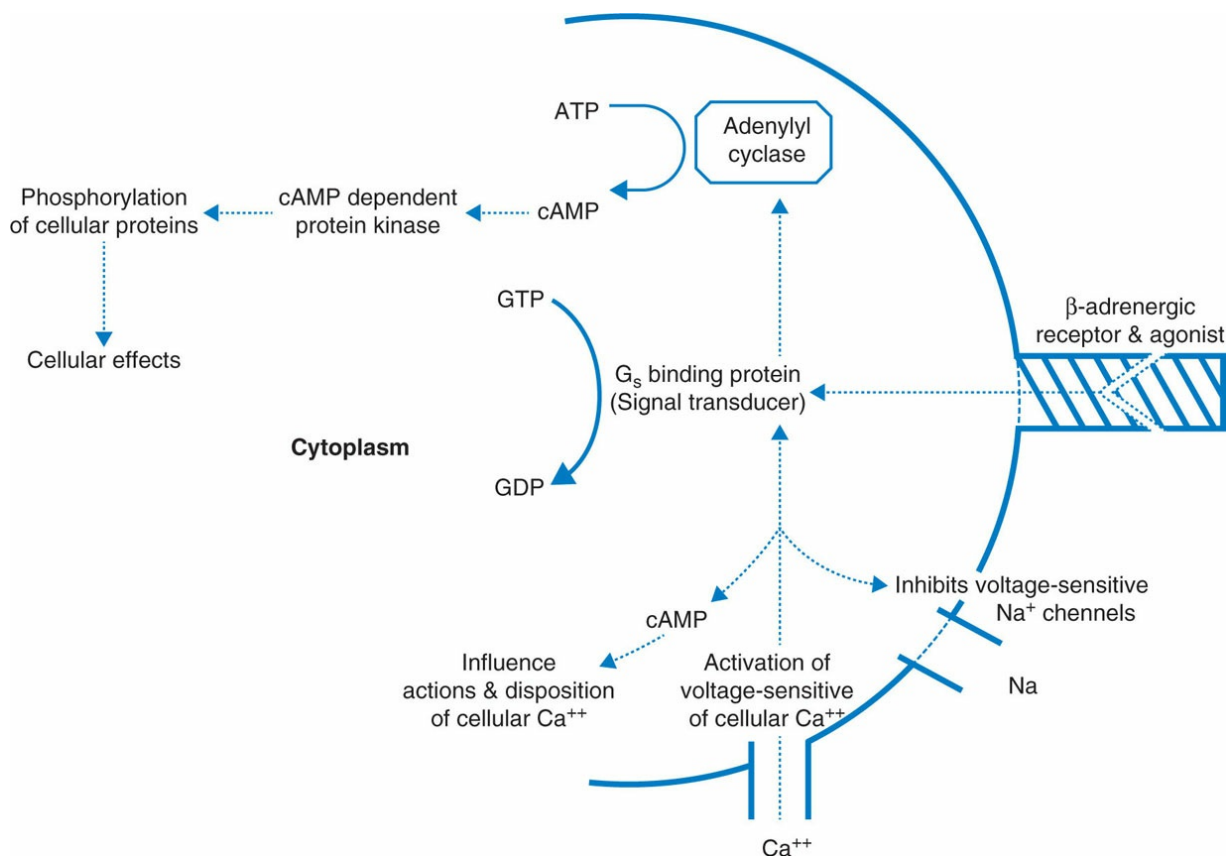 ATP
Adenylyl
cyclase
Phosphorylation
of cellular proteins
cAMP dependent
protein kinase
cAMP
GTP
β-adrenergic
receptor & agonist
Cellular effects
Gs binding protein
(Signal transducer)
Cytoplasm
GDP
Inhibits voltage-sensitive
Na+ chennels
cAMP
Influence
actions & disposition
of cellular Ca++
Activation of
voltage-sensitive
of cellular Ca++
Na
Ca++